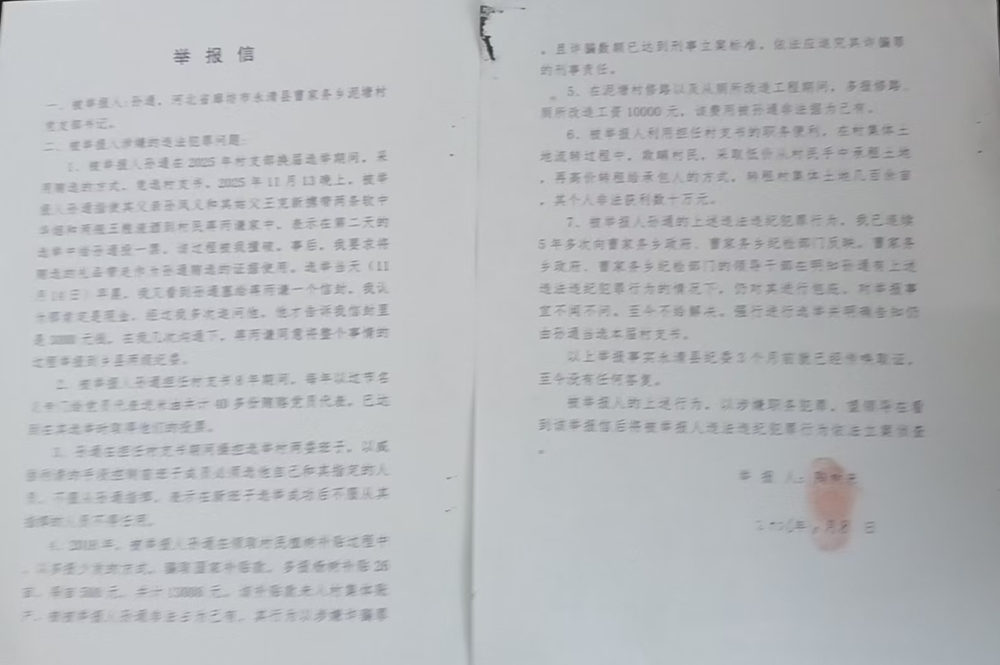 举报信
一、被举报人：孙通，河北省廊坊市永清县曹家务乡泥塘村
党支部书记。
二、被举报人涉嫌的违法犯罪问题：
1、被举报人孙通在2025年村支部换届选举期间，采
用贿选的方式，竞选村支书。2025年11月13晚上，被举
报人孙通指使其父亲孙凤义和其姑父王克新携带两条软中
华烟和两瓶三粮液酒到村民蒋两谦家中，表示在第二天的
选举中给孙通投一票，该过程被我撞破。事后，我要求将
贿选的礼品带走作为孙通贿选的证据使用。选举当天（11
月14日）早晨，我又看到孙通塞给蒋两谦一个信封，我认
为那肯定是现金，经过我多次追问他，他才告诉我信封里
是3000元钱，在我几次沟通下，蒋两谦同意将整个事情的
过程举报到乡县两级纪委。
2、被举报人孙通担任村支书8年期间，每年以过节名
给党员代表送米油共计40多份贿赂党员代表，已达
到在其选举时取得他们的投票。
3、孙通在担任村支书期间操控选举村两委班子，以威
的手段控制前班子成员必须选他自己和其指定的人
员，不服从孙通指挥，表示在新班子选举成功后不服从其
指挥的人员不得任用。
4、2018年，被举报人孙通在领取村民植树补贴过程中
，以多报少发的方式，骗取国家补贴款，多报杨树补贴26
亩，每亩500元，共计13000元，该补贴款未入村集体账
户，被被举报人孙通非法占为己有，其行为以涉嫌诈骗罪
，且诈骗数额已达到刑事立案标准，依法应追究其诈骗罪
的刑事责任。
5、在泥塘村修路以及从厕所改造工程期间，多报修路、
厕所改造工资10000元，该费用被孙通非法据为己有。
6、被举报人利用担任村支书的职务便利，在村集体土
地流转过程中，欺瞒村民，采取低价从村民手中承租土地
，再高价转租给承包人的方式，转租村集体土地几百余亩
，其个人非法获利数十万元。
7、被举报人孙通的上述违法违纪犯罪行为，我已连续
5年多次向曹家务乡政府、曹家务乡纪检部门反映。曹家务
乡政府、曹家务乡纪检部门的领导干部在明知孙通有上述
违法违纪犯罪行为的情况下，仍对其进行包庇，对举报事
宜不闻不问，至今不给解决。强行进行选举并明确告知仍
由孙通当选本届村支书。
以上举报事实永清县纪委3个月前就已经传唤取证，
至今没有任何答复。
被举报人的上述行为，以涉嫌职务犯罪，望领导在看
到该举报信后将被举报人违法违纪犯罪行为依法立案侦查
。
举报人：
年 月8日